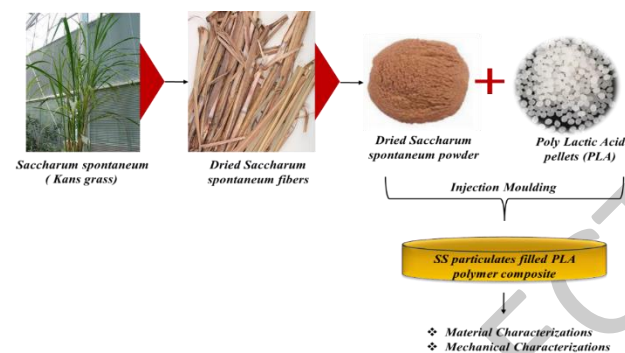 Saccharum spontaneum
( Kans grass)
Dried Saccharum
spontaneum fibers
Dried Saccharum
spontaneum powder
+
Poly Lactic Acid
pellets (PLA)
Injection Moulding
SS particulates filled PLA
polymer composite
❖ Material Characterizations
❖ Mechanical Characterizations